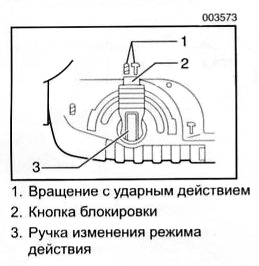 003573
1
2
3
1. Вращение с ударным действием
2. Кнопка блокировки
3. Ручка изменения режима
действия